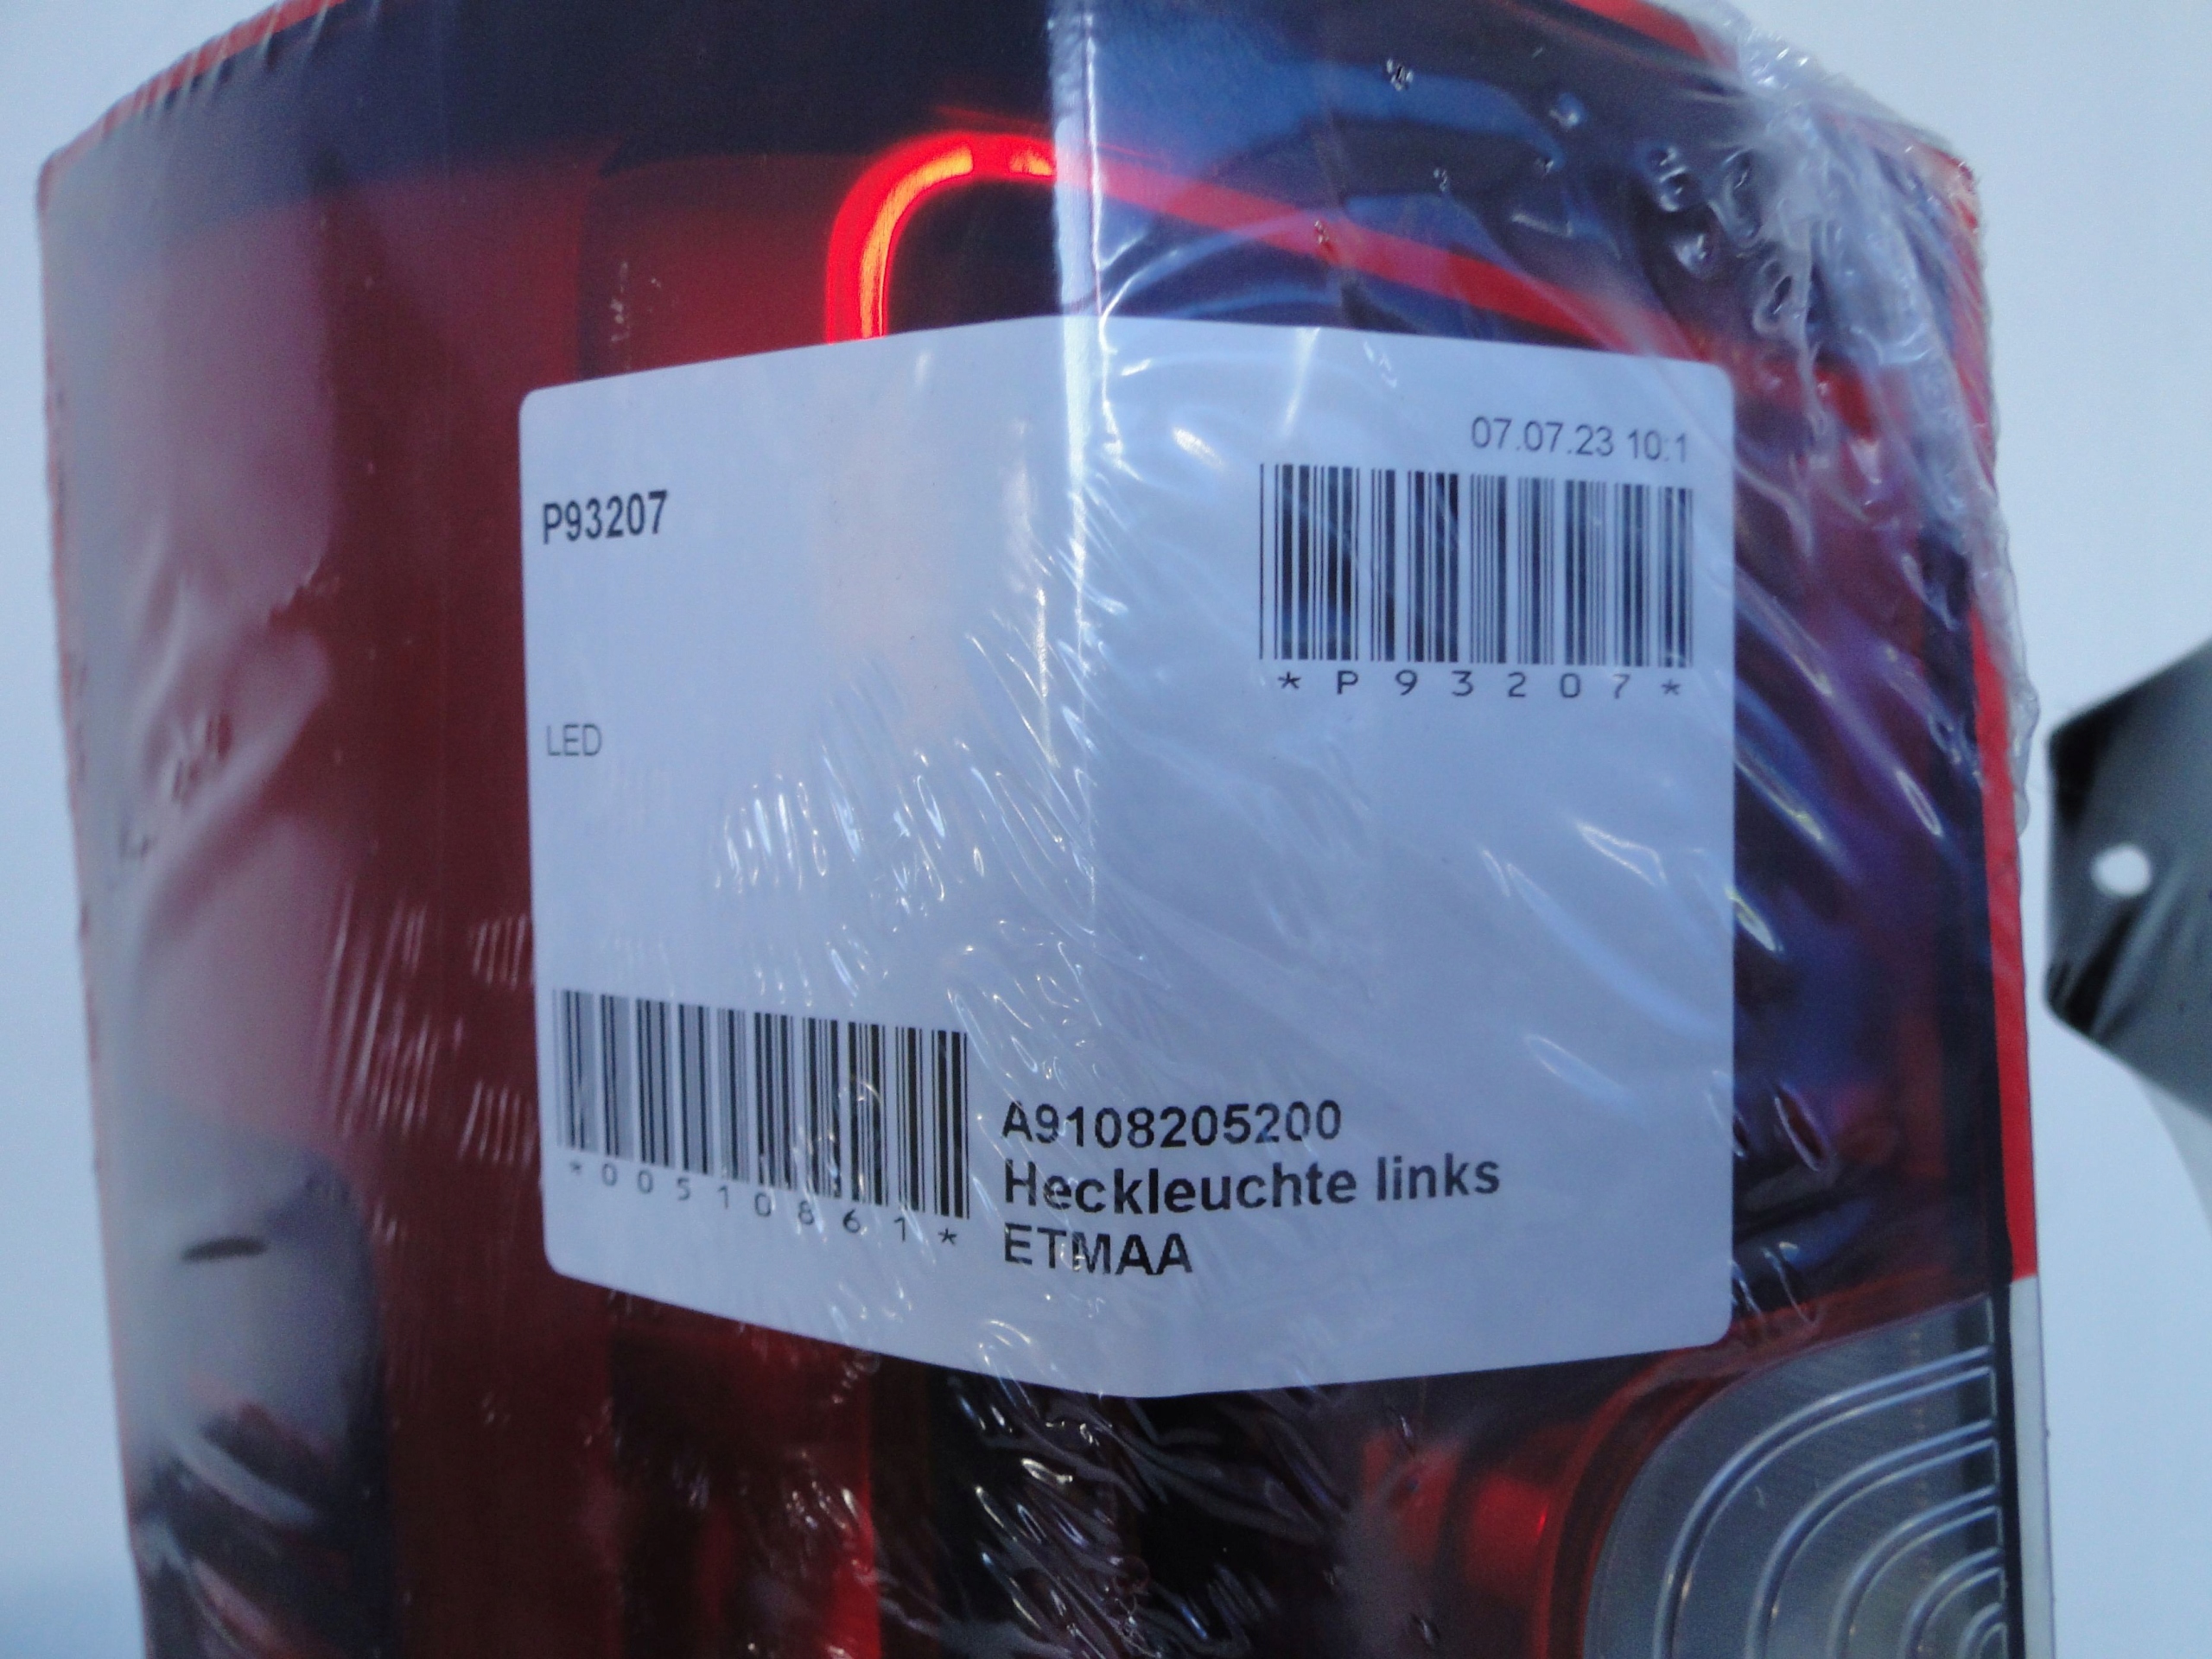 07.07.23 10:1
P93207
*P93207*
LED
*00510861*
A9108205200
Heckleuchte links
ETMAA